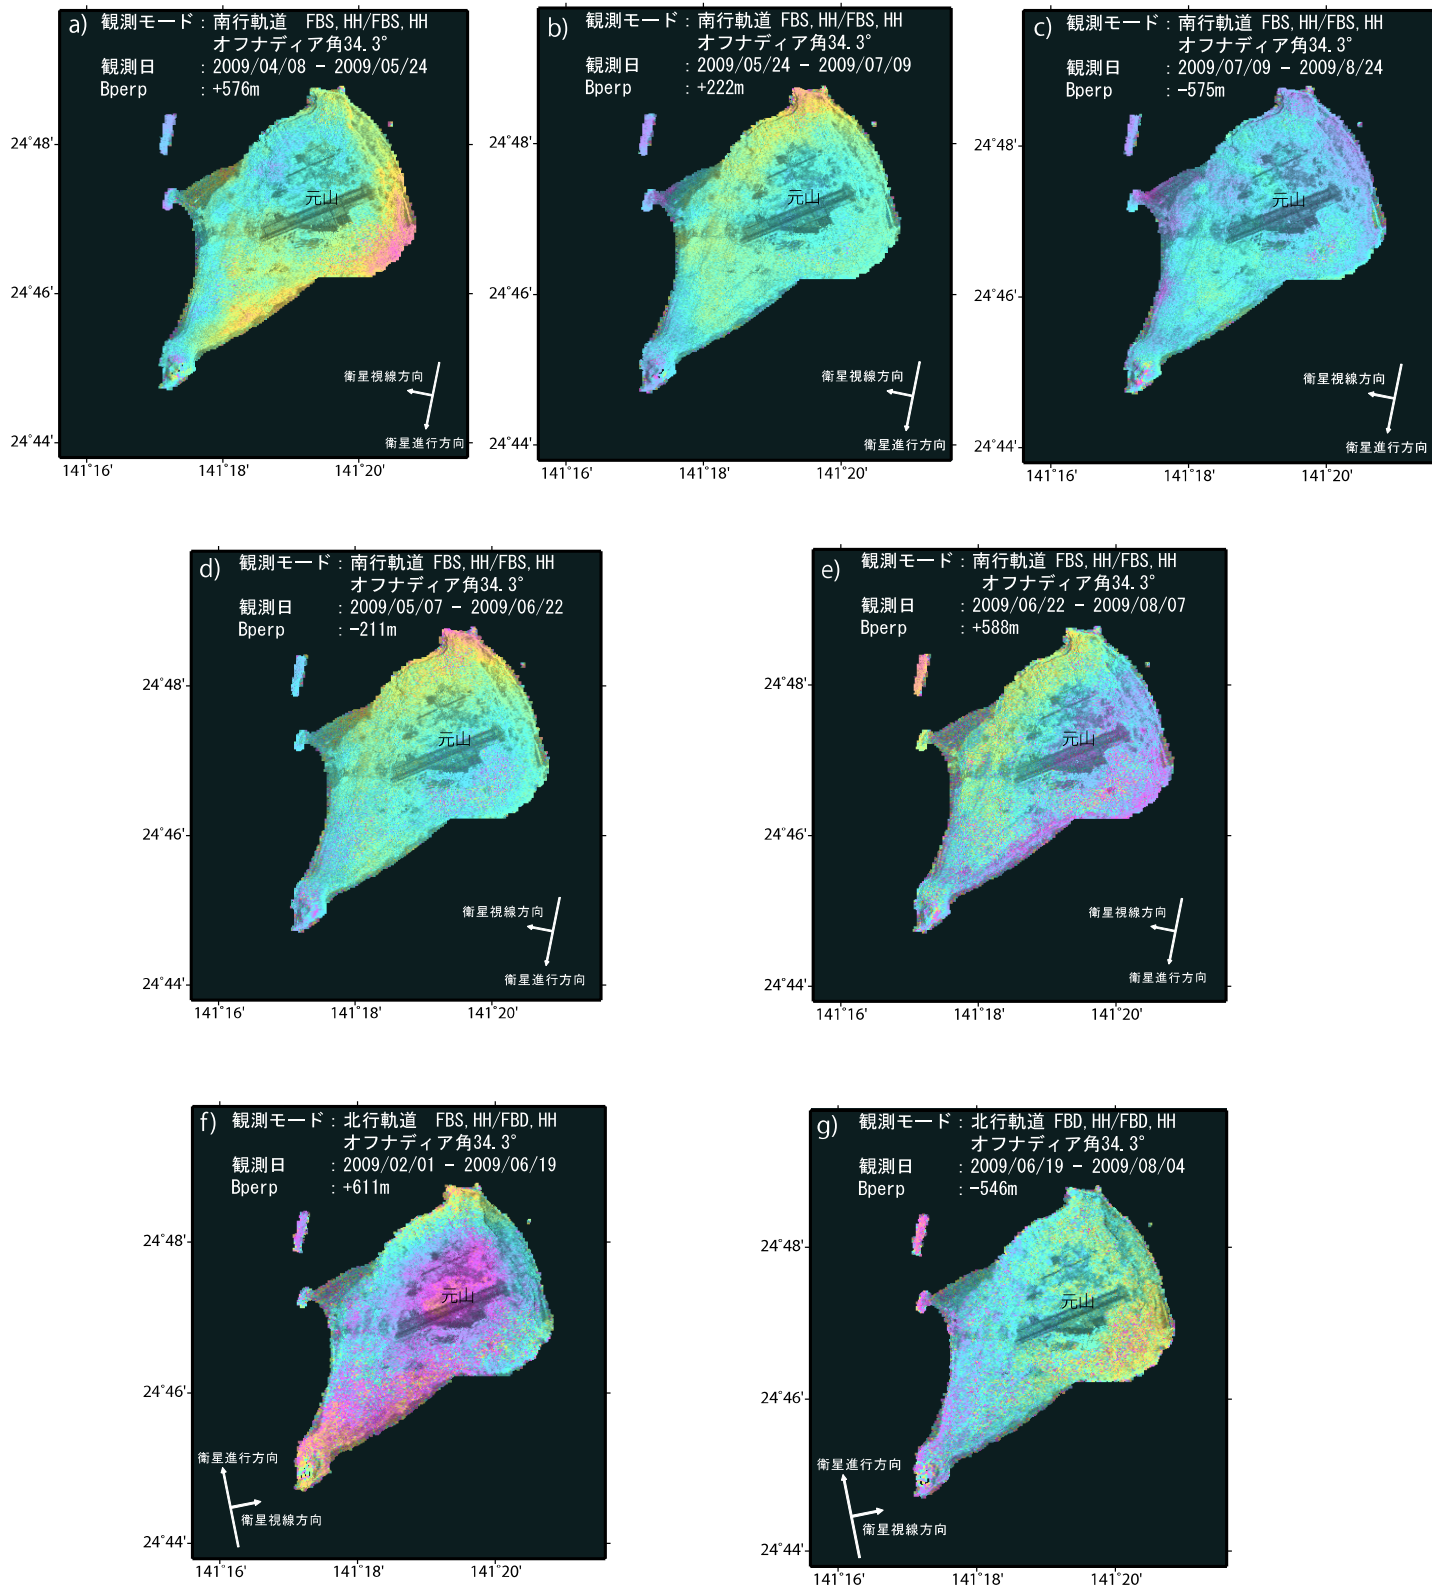 a) 観測モード : 南行軌道 FBS, HH/FBS, HH
オフナディア角34.3°
観測日 : 2009/04/08 − 2009/05/24
Bperp : +576m
元山
衛星視線方向
衛星進行方向
24˚48'
24˚46'
24˚44'
141˚16' 141˚18' 141˚20'
b) 観測モード : 南行軌道 FBS, HH/FBS, HH
オフナディア角34.3°
観測日 : 2009/05/24 − 2009/07/09
Bperp : +222m
元山
衛星視線方向
衛星進行方向
24˚48'
24˚46'
24˚44'
141˚16' 141˚18' 141˚20'
c) 観測モード : 南行軌道 FBS, HH/FBS, HH
オフナディア角34.3°
観測日 : 2009/07/09 − 2009/8/24
Bperp : −575m
元山
衛星視線方向
衛星進行方向
24˚48'
24˚46'
24˚44'
141˚16' 141˚18' 141˚20'
d) 観測モード : 南行軌道 FBS, HH/FBS, HH
オフナディア角34.3°
観測日 : 2009/05/07 − 2009/06/22
Bperp : −211m
元山
衛星視線方向
衛星進行方向
24˚48'
24˚46'
24˚44'
141˚16' 141˚18' 141˚20'
e) 観測モード : 南行軌道 FBS, HH/FBS, HH
オフナディア角34.3°
観測日 : 2009/06/22 − 2009/08/07
Bperp : +588m
元山
衛星視線方向
衛星進行方向
24˚48'
24˚46'
24˚44'
141˚16' 141˚18' 141˚20'
f) 観測モード : 北行軌道 FBS, HH/FBD, HH
オフナディア角34.3°
観測日 : 2009/02/01 − 2009/06/19
Bperp : +611m
元山
衛星進行方向
衛星視線方向
24˚48'
24˚46'
24˚44'
141˚16' 141˚18' 141˚20'
g) 観測モード : 北行軌道 FBD, HH/FBD, HH
オフナディア角34.3°
観測日 : 2009/06/19 − 2009/08/04
Bperp : −546m
元山
衛星進行方向
衛星視線方向
24˚48'
24˚46'
24˚44'
141˚16' 141˚18' 141˚20'